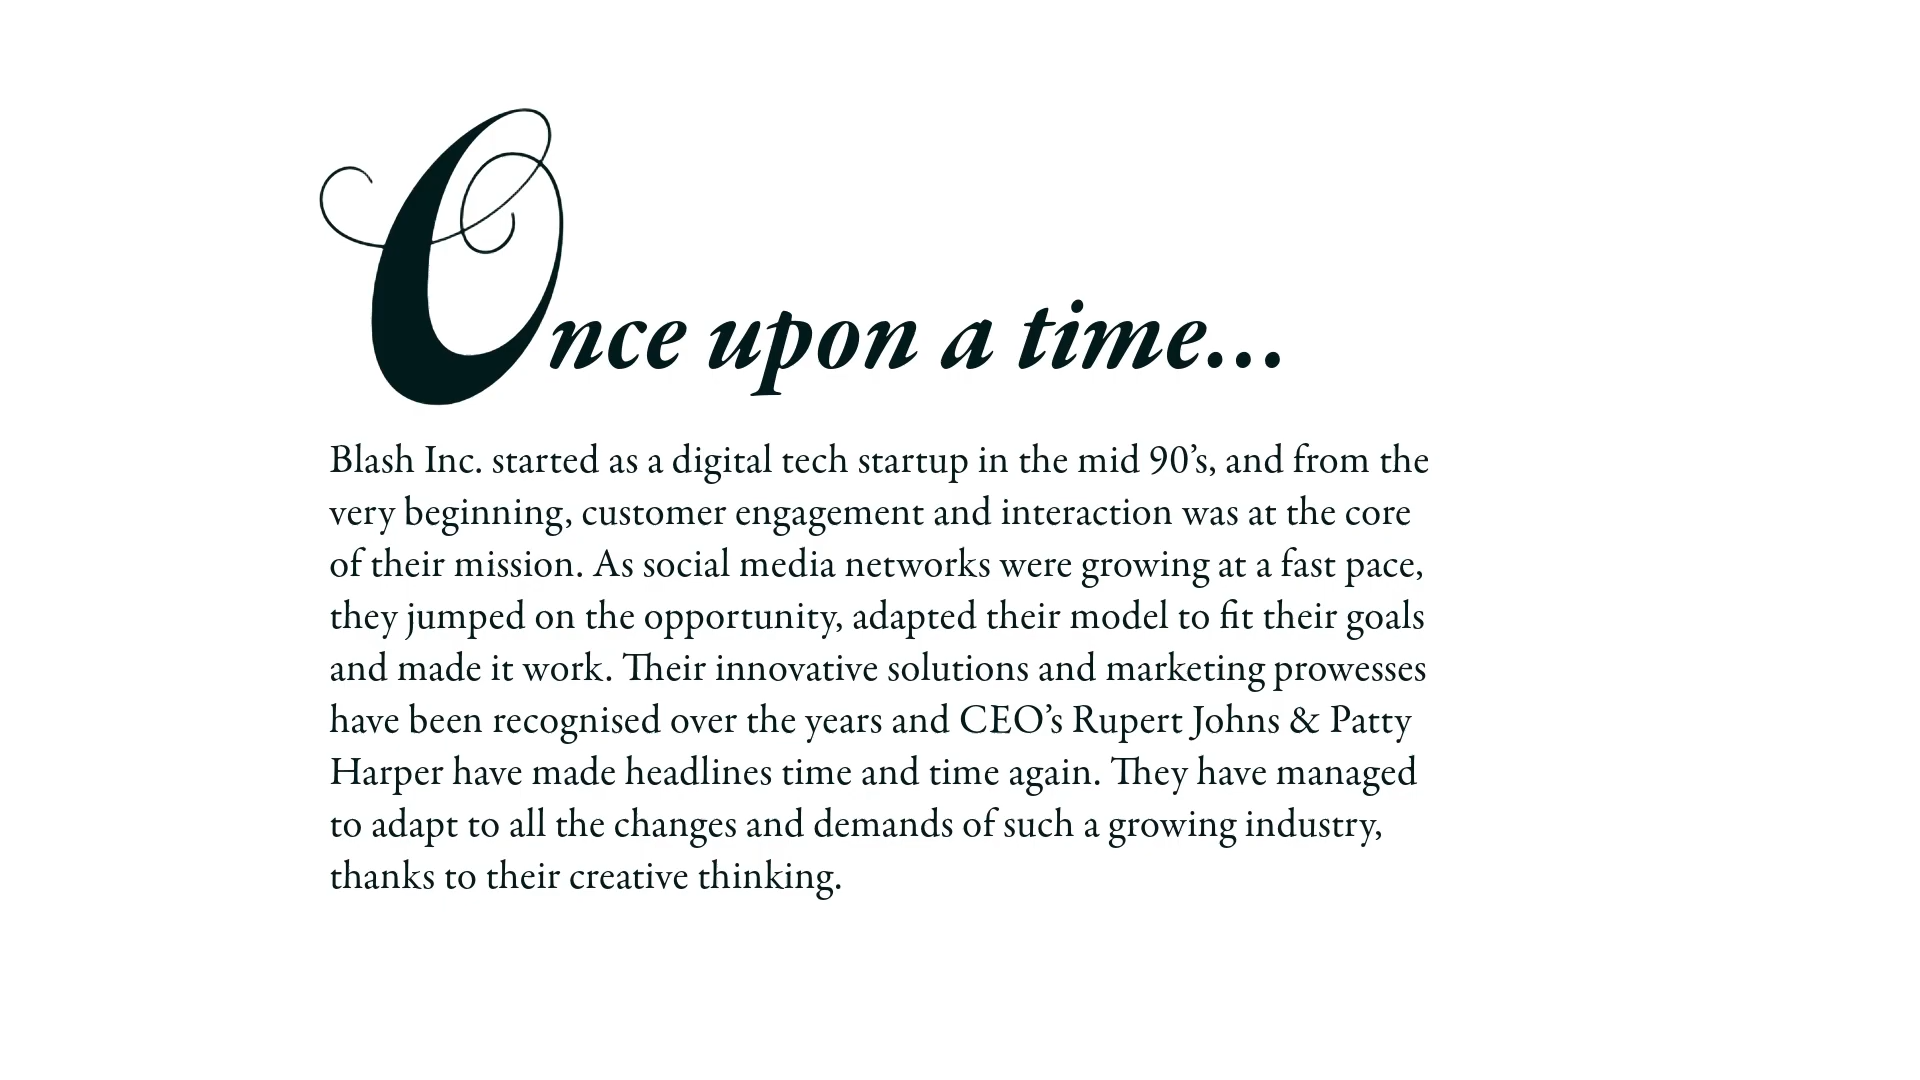 Once upon a time...
Blash Inc. started as a digital tech startup in the mid 90’s, and from the
very beginning, customer engagement and interaction was at the core
of their mission. As social media networks were growing at a fast pace,
they jumped on the opportunity, adapted their model to fit their goals
and made it work. Their innovative solutions and marketing prowesses
have been recognised over the years and CEO’s Rupert Johns & Patty
Harper have made headlines time and time again. They have managed
to adapt to all the changes and demands of such a growing industry,
thanks to their creative thinking.